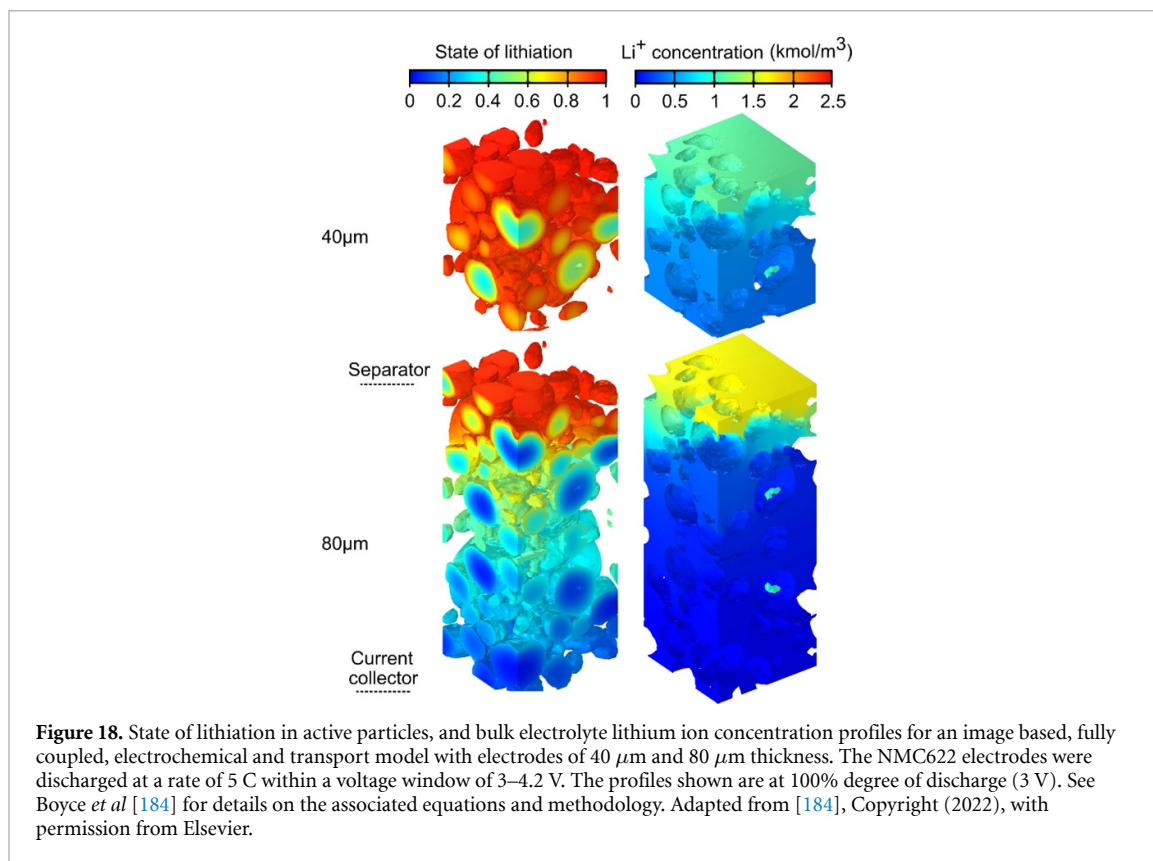 State of lithiation
Li⁺ concentration (kmol/m³)
0 0.2 0.4 0.6 0.8 1
0 0.5 1 1.5 2 2.5
40μm
Separator
80μm
Current
collector
Figure 18. State of lithiation in active particles, and bulk electrolyte lithium ion concentration profiles for an image based, fully
coupled, electrochemical and transport model with electrodes of 40 μm and 80 μm thickness. The NMC622 electrodes were
discharged at a rate of 5 C within a voltage window of 3–4.2 V. The profiles shown are at 100% degree of discharge (3 V). See
Boyce et al [184] for details on the associated equations and methodology. Adapted from [184], Copyright (2022), with
permission from Elsevier.